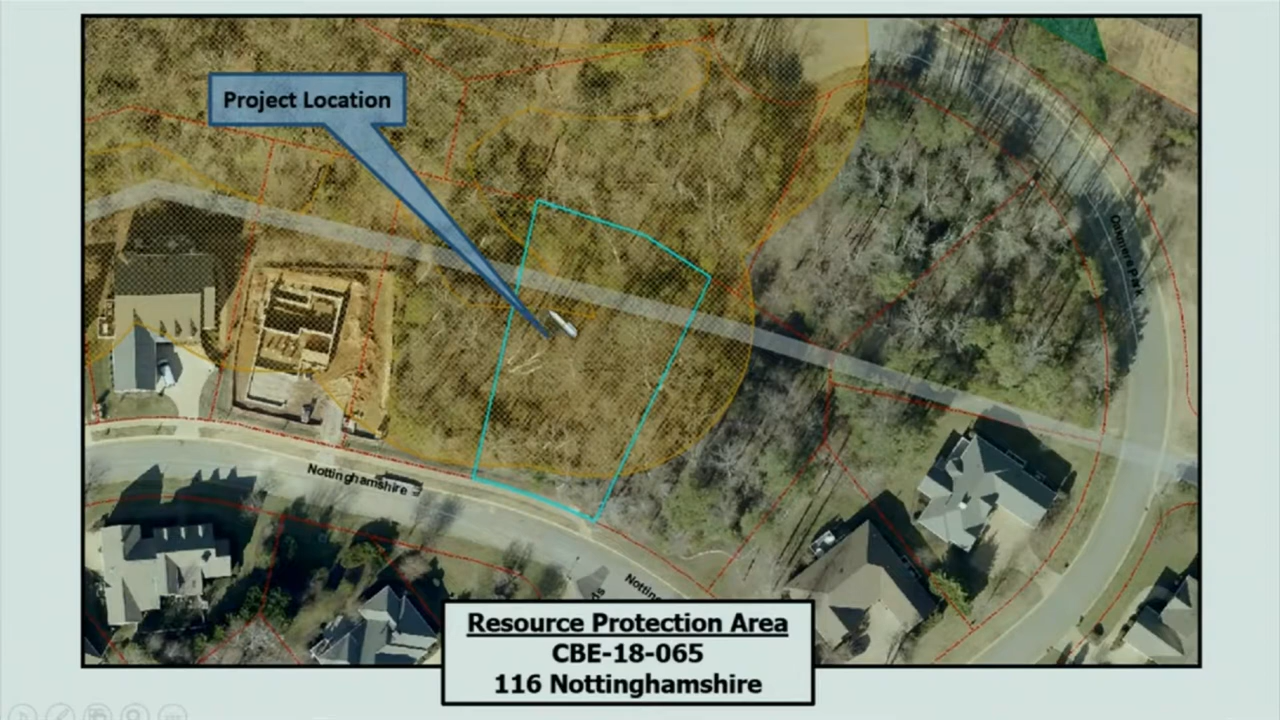 Project Location
Nottinghamshire
Resource Protection Area
CBE-18-065
116 Nottinghamshire